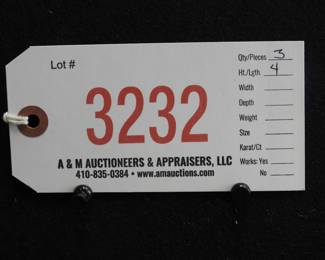 Lot #
3232
A & M AUCTIONEERS & APPRAISERS, LLC
410-835-0384 • www.amauctions.com
Qty/Pieces 3
Ht./Lgth 4
Width
Depth
Weight
Size
Karat/Ct
Works: Yes
No